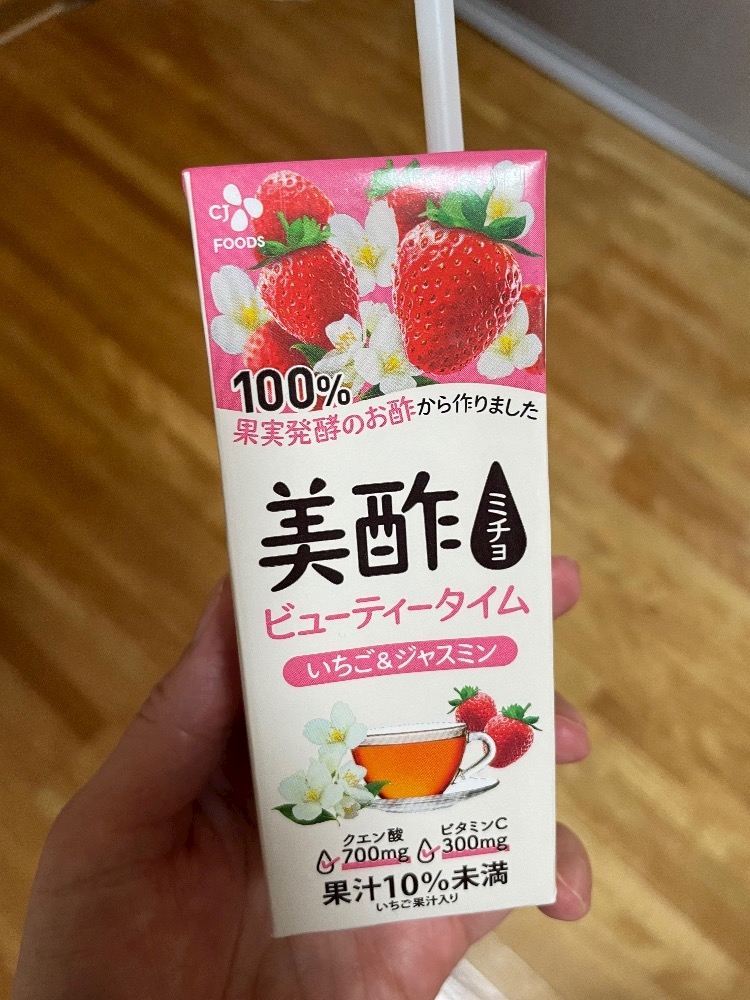 CJ
FOODS
100%
果実発酵のお酢から作りました
美酢
ミチョ
ビューティータイム
いちご&ジャスミン
クエン酸
700mg
ビタミンC
300mg
果汁10%未満
いちご果汁入り